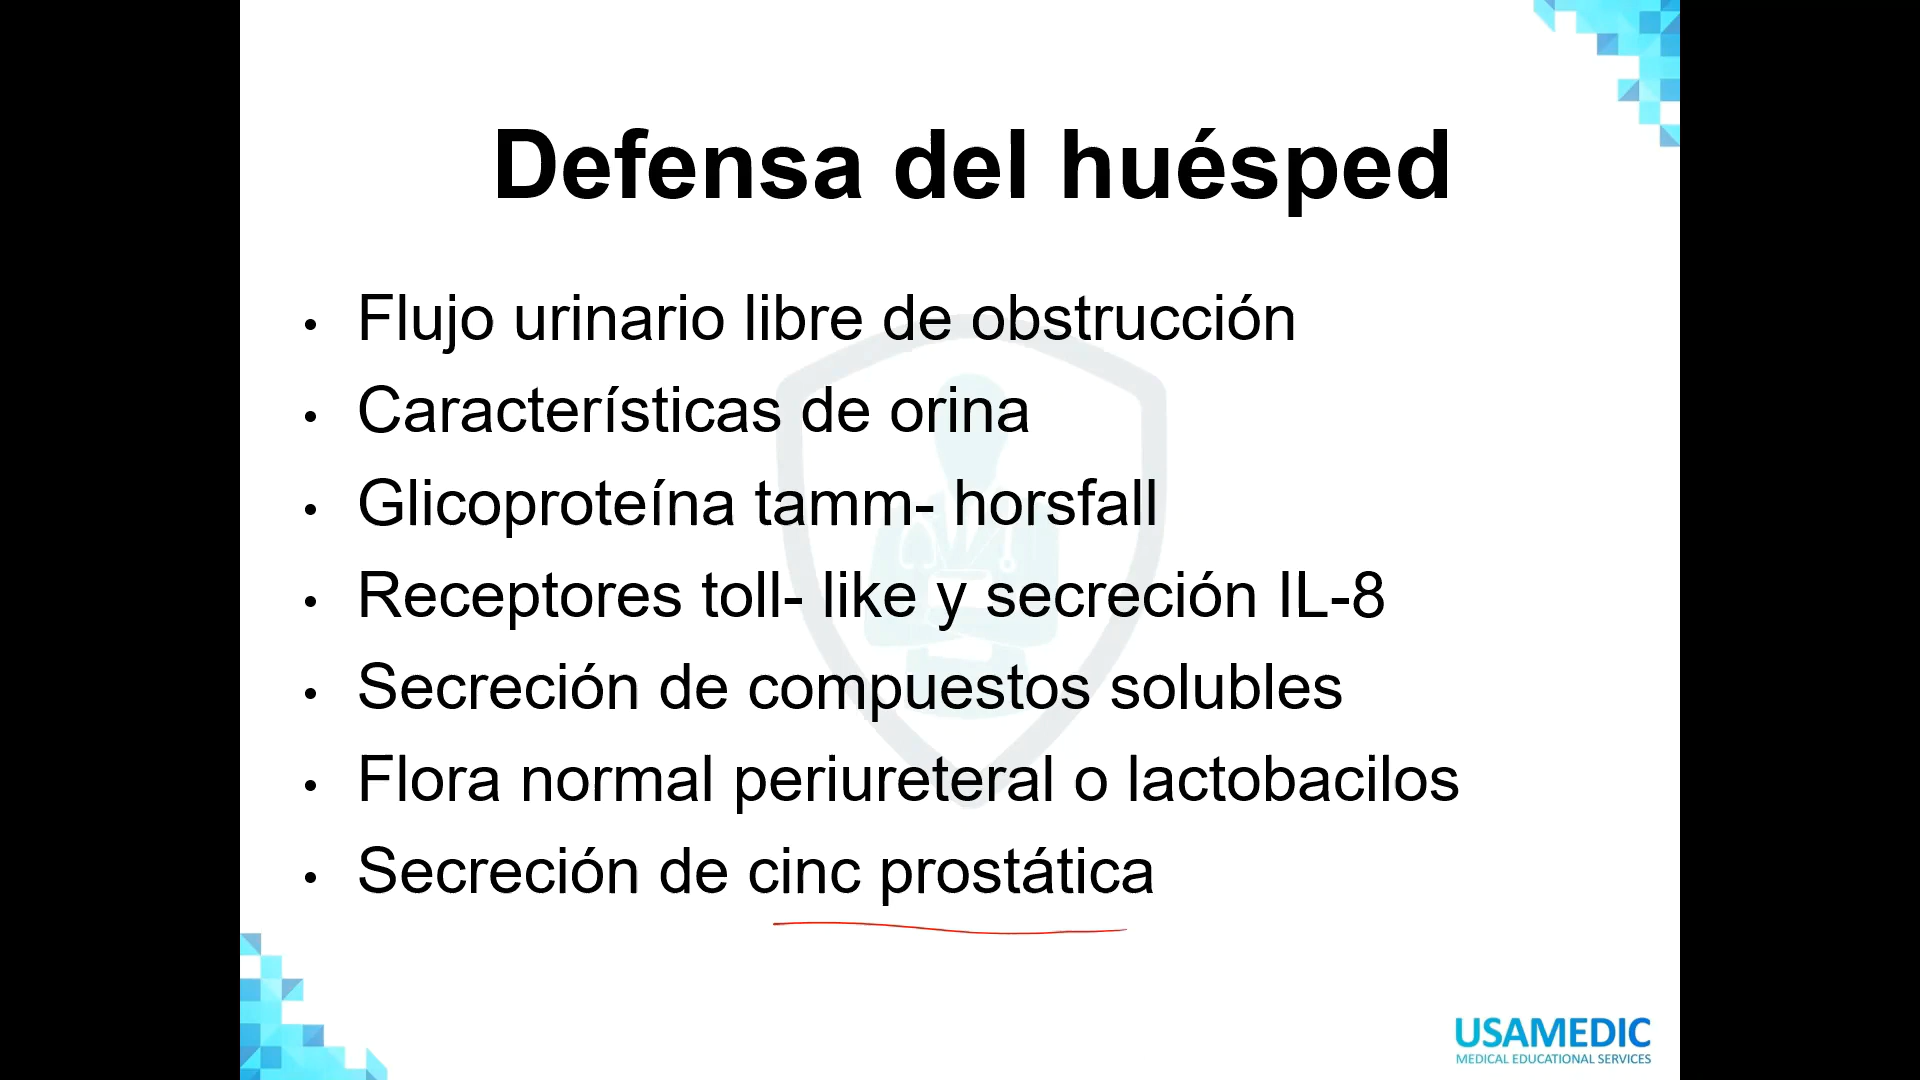 Defensa del huésped
• Flujo urinario libre de obstrucción
• Características de orina
• Glicoproteína tamm- horsfall
• Receptores toll- like y secreción IL-8
• Secreción de compuestos solubles
• Flora normal periureteral o lactobacilos
• Secreción de cinc prostática
USAMEDIC
MEDICAL EDUCATIONAL SERVICES